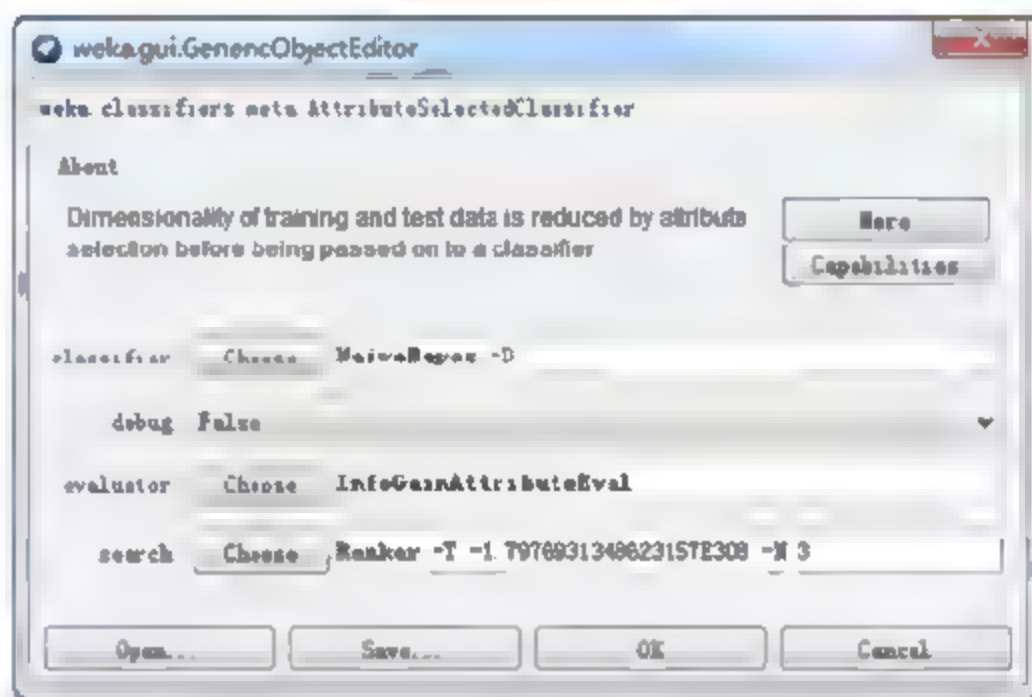 weka.gui.GenericObjectEditor
weka.classifiers.meta.AttributeSelectedClassifier
About
Dimensionality of training and test data is reduced by attribute
selection before being passed on to a classifier
More
Capabilities
classifier Choose NaiveBayes -D
debug False
evaluator Choose InfoGainAttributeEval
search Choose Ranker -T -1.7976931348623157E308 -N 3
Open... Save... OK Cancel